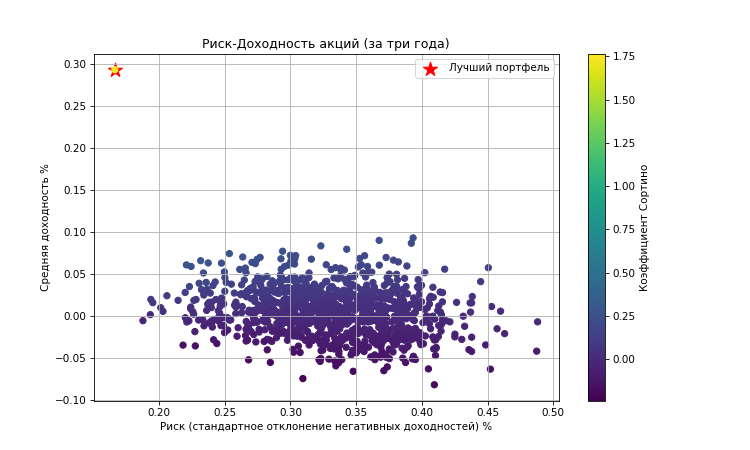 Риск-Доходность акций (за три года)
Лучший портфель
Средняя доходность %
0.30
0.25
0.20
0.15
0.10
0.05
0.00
−0.05
−0.10
0.20 0.25 0.30 0.35 0.40 0.45 0.50
Риск (стандартное отклонение негативных доходностей) %
1.75
1.50
1.25
1.00
0.75
0.50
0.25
0.00
Коэффициент Сортино